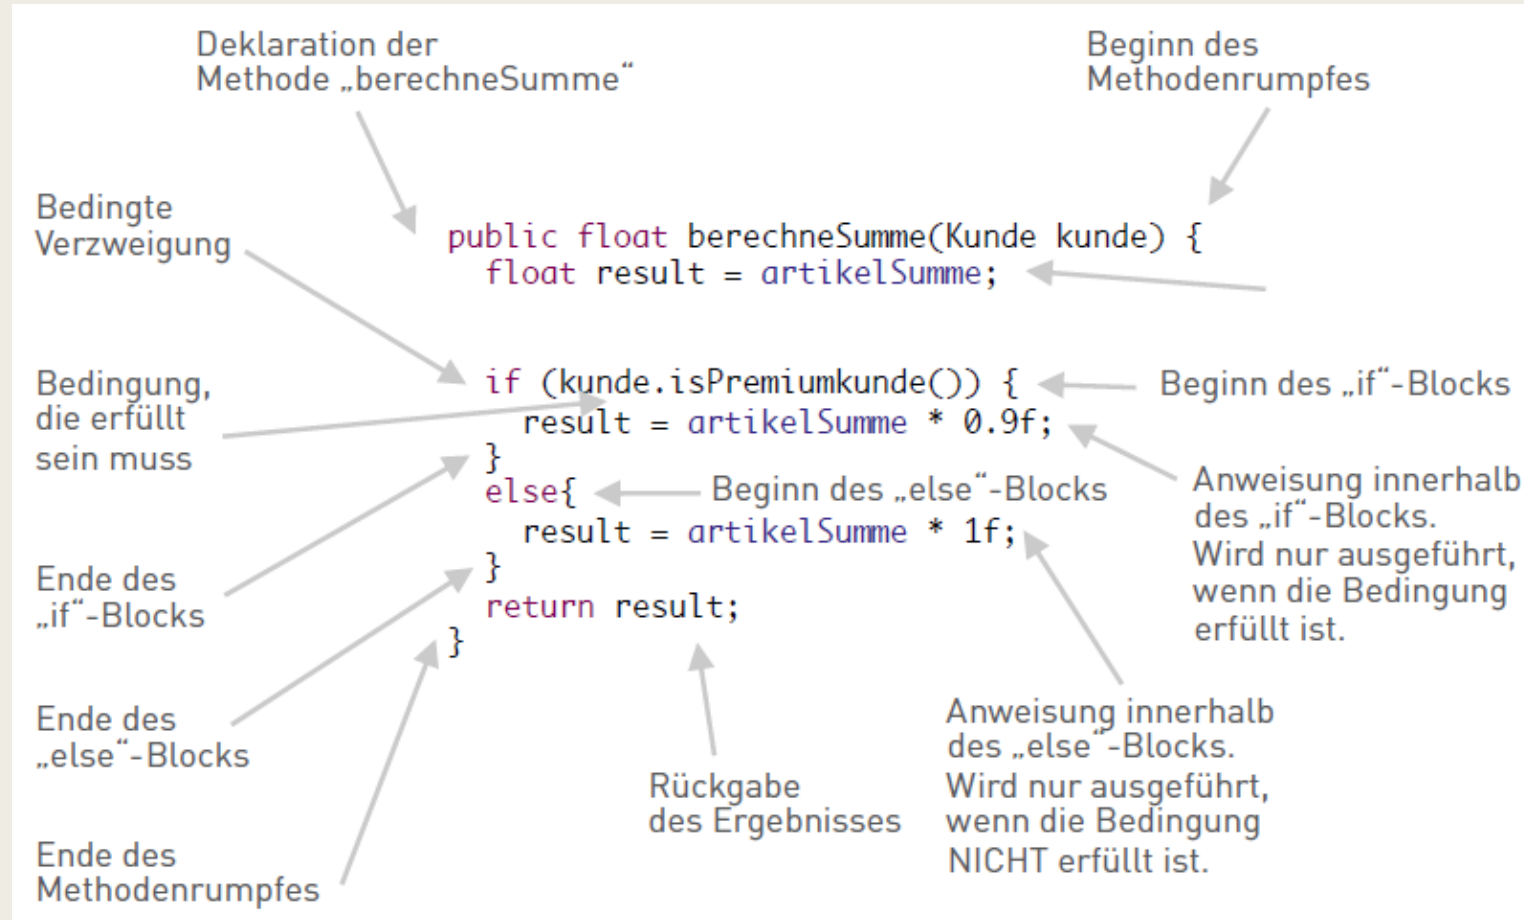 Deklaration der
Methode „berechneSumme“
Beginn des
Methodenrumpfes
Bedingte
Verzweigung
public float berechneSumme(Kunde kunde) {
float result = artikelSumme;
Bedingung,
die erfüllt
sein muss
if (kunde.isPremiumkunde()) {
Beginn des „if“-Blocks
result = artikelSumme * 0.9f;
}
else{
Beginn des „else“-Blocks
result = artikelSumme * 1f;
}
return result;
}
Anweisung innerhalb
des „if“-Blocks.
Wird nur ausgeführt,
wenn die Bedingung
erfüllt ist.
Ende des
„if“-Blocks
Ende des
„else“-Blocks
Rückgabe
des Ergebnisses
Anweisung innerhalb
des „else“-Blocks.
Wird nur ausgeführt,
wenn die Bedingung
NICHT erfüllt ist.
Ende des
Methodenrumpfes